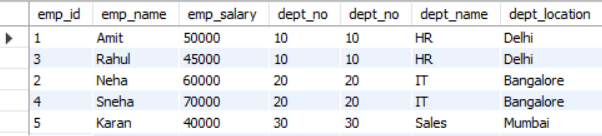 emp_id emp_name emp_salary dept_no dept_no dept_name dept_location
1 Amit 50000 10 10 HR Delhi
3 Rahul 45000 10 10 HR Delhi
2 Neha 60000 20 20 IT Bangalore
4 Sneha 70000 20 20 IT Bangalore
5 Karan 40000 30 30 Sales Mumbai